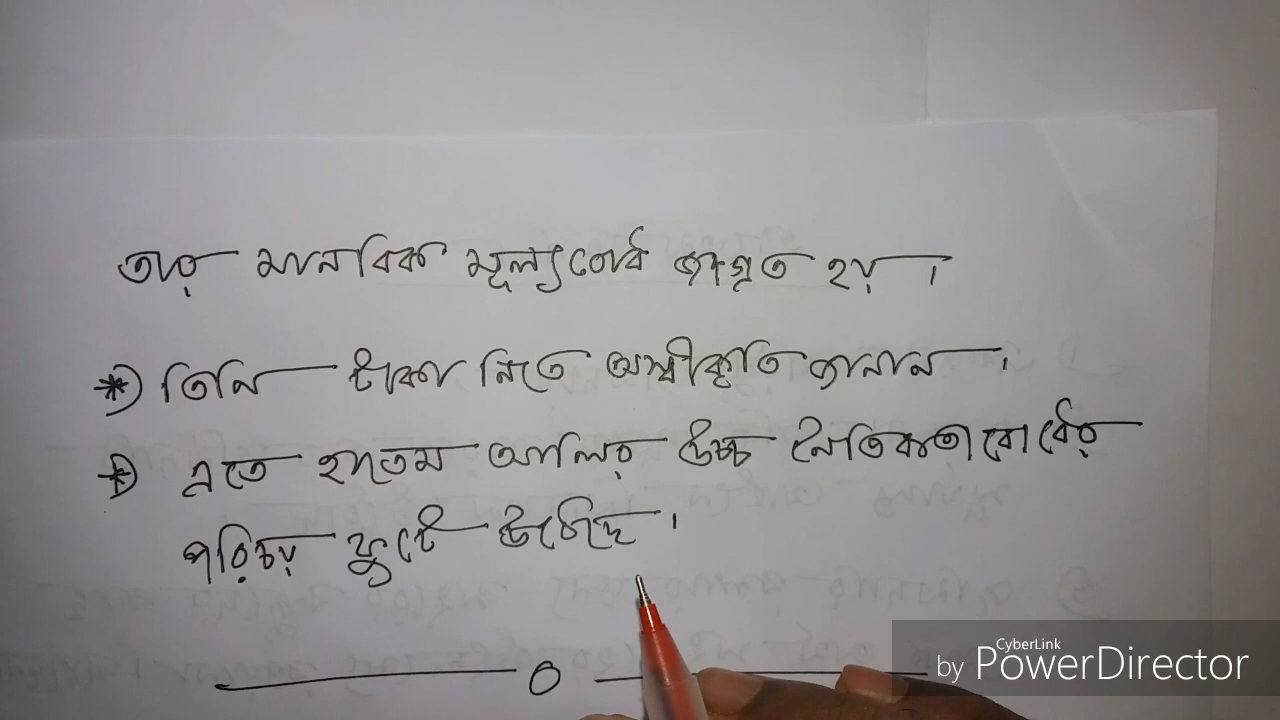 তার মানবিক মূল্যবোধ জাগ্রত হয়।
*) তিনি টাকা নিতে অস্বীকৃতি জানান।
*) এতে হাতেম আলির উচ্চ নৈতিকতাবোধের
পরিচয় ফুটে উঠেছে।
CyberLink
by PowerDirector